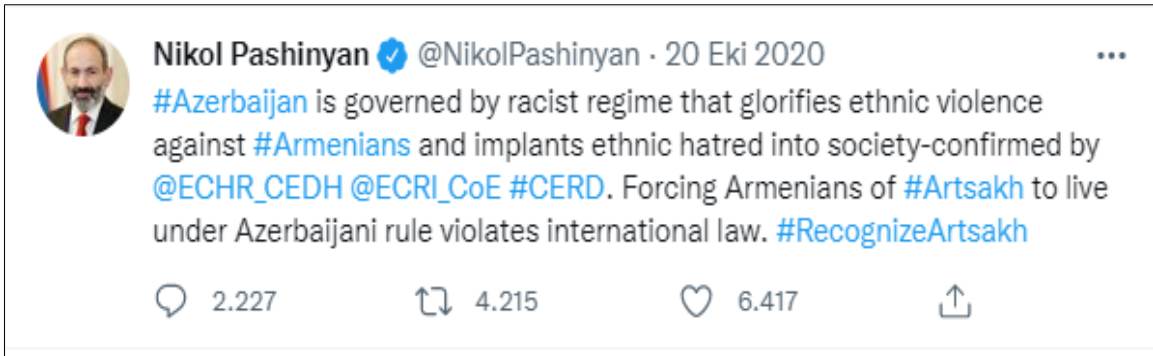 Nikol Pashinyan @NikolPashinyan · 20 Eki 2020
#Azerbaijan is governed by racist regime that glorifies ethnic violence
against #Armenians and implants ethnic hatred into society-confirmed by
@ECHR_CEDH @ECRI_CoE #CERD. Forcing Armenians of #Artsakh to live
under Azerbaijani rule violates international law. #RecognizeArtsakh
2.227 4.215 6.417